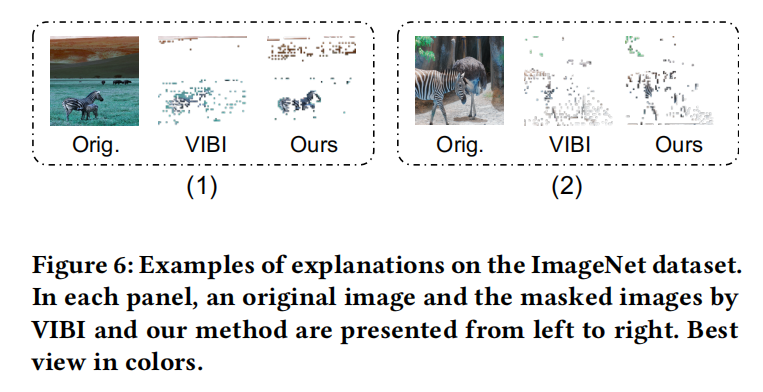 Orig. VIBI Ours
Orig. VIBI Ours
(1)
(2)
Figure 6: Examples of explanations on the ImageNet dataset.
In each panel, an original image and the masked images by
VIBI and our method are presented from left to right. Best
view in colors.